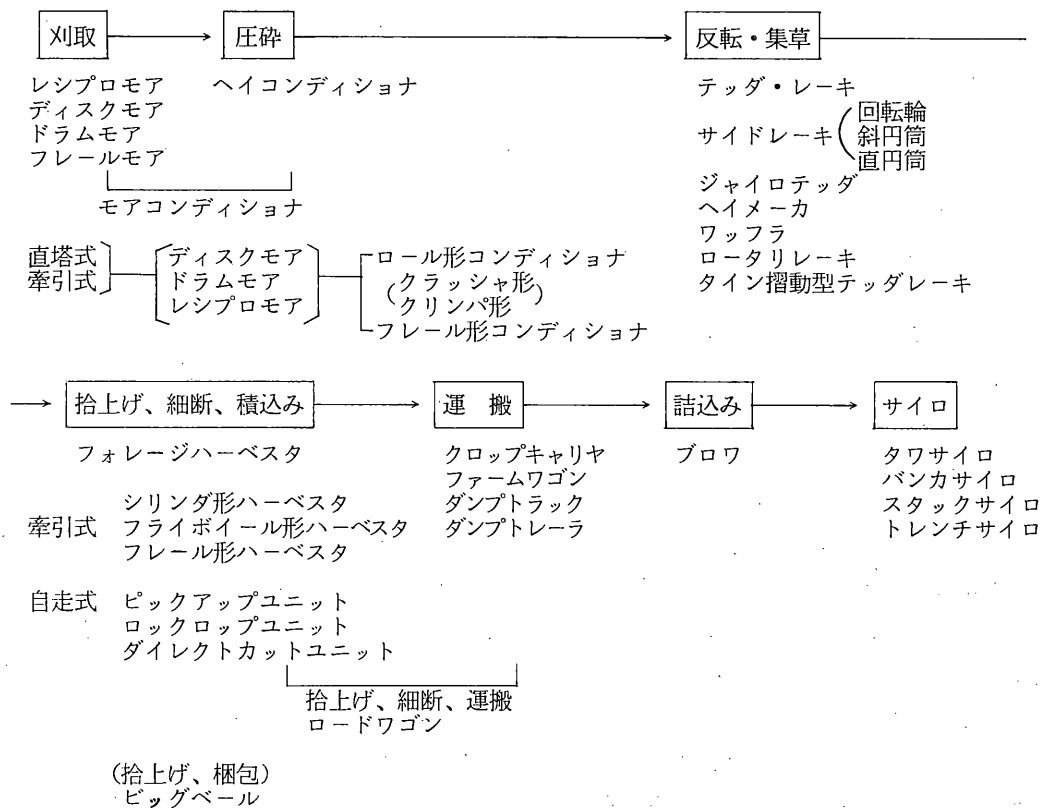 刈取
圧砕
反転・集草
レシプロモア
ディスクモア
ドラムモア
フレールモア
ヘイコンディショナ
モアコンディショナ
テッダ・レーキ
サイドレーキ
回転輪
斜円筒
直円筒
ジャイロテッダ
ヘイメーカ
ワッフラ
ロータリレーキ
タイン摺動型テッダレーキ
直塔式
牽引式
ディスクモア
ドラムモア
レシプロモア
ロール形コンディショナ
(クラッシャ形
クリンパ形)
フレール形コンディショナ
拾上げ、細断、積込み
運 搬
詰込み
サイロ
フォレージハーベスタ
シリンダ形ハーベスタ
牽引式 フライボイール形ハーベスタ
フレール形ハーベスタ
自走式 ピックアップユニット
ロックロップユニット
ダイレクトカットユニット
拾上げ、細断、運搬
ロードワゴン
(拾上げ、梱包)
ビッグベール
クロップキャリヤ
ファームワゴン
ダンプトラック
ダンプトレーラ
ブロワ
タワサイロ
バンカサイロ
スタックサイロ
トレンチサイロ